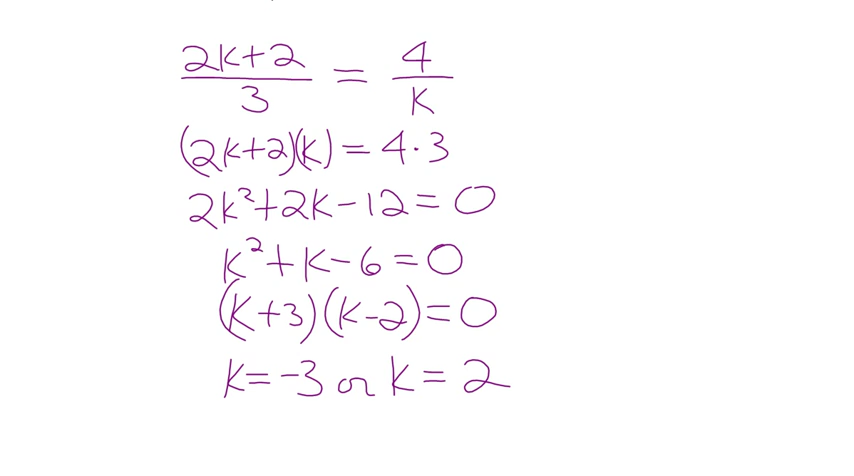 (2k+2)/3 = 4/k
(2k+2)(k) = 4·3
2k²+2k-12=0
k²+k-6=0
(k+3)(k-2)=0
k=-3 or k=2